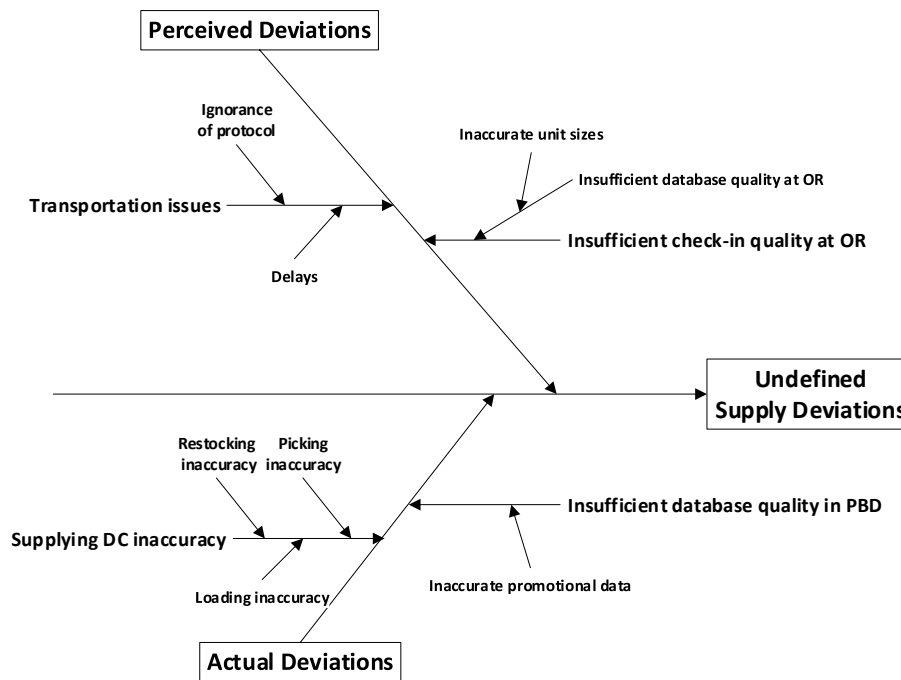 Perceived Deviations
Ignorance
of protocol
Inaccurate unit sizes
Insufficient database quality at OR
Transportation issues
Insufficient check-in quality at OR
Delays
Undefined
Supply Deviations
Restocking
inaccuracy
Picking
inaccuracy
Insufficient database quality in PBD
Supplying DC inaccuracy
Inaccurate promotional data
Loading inaccuracy
Actual Deviations